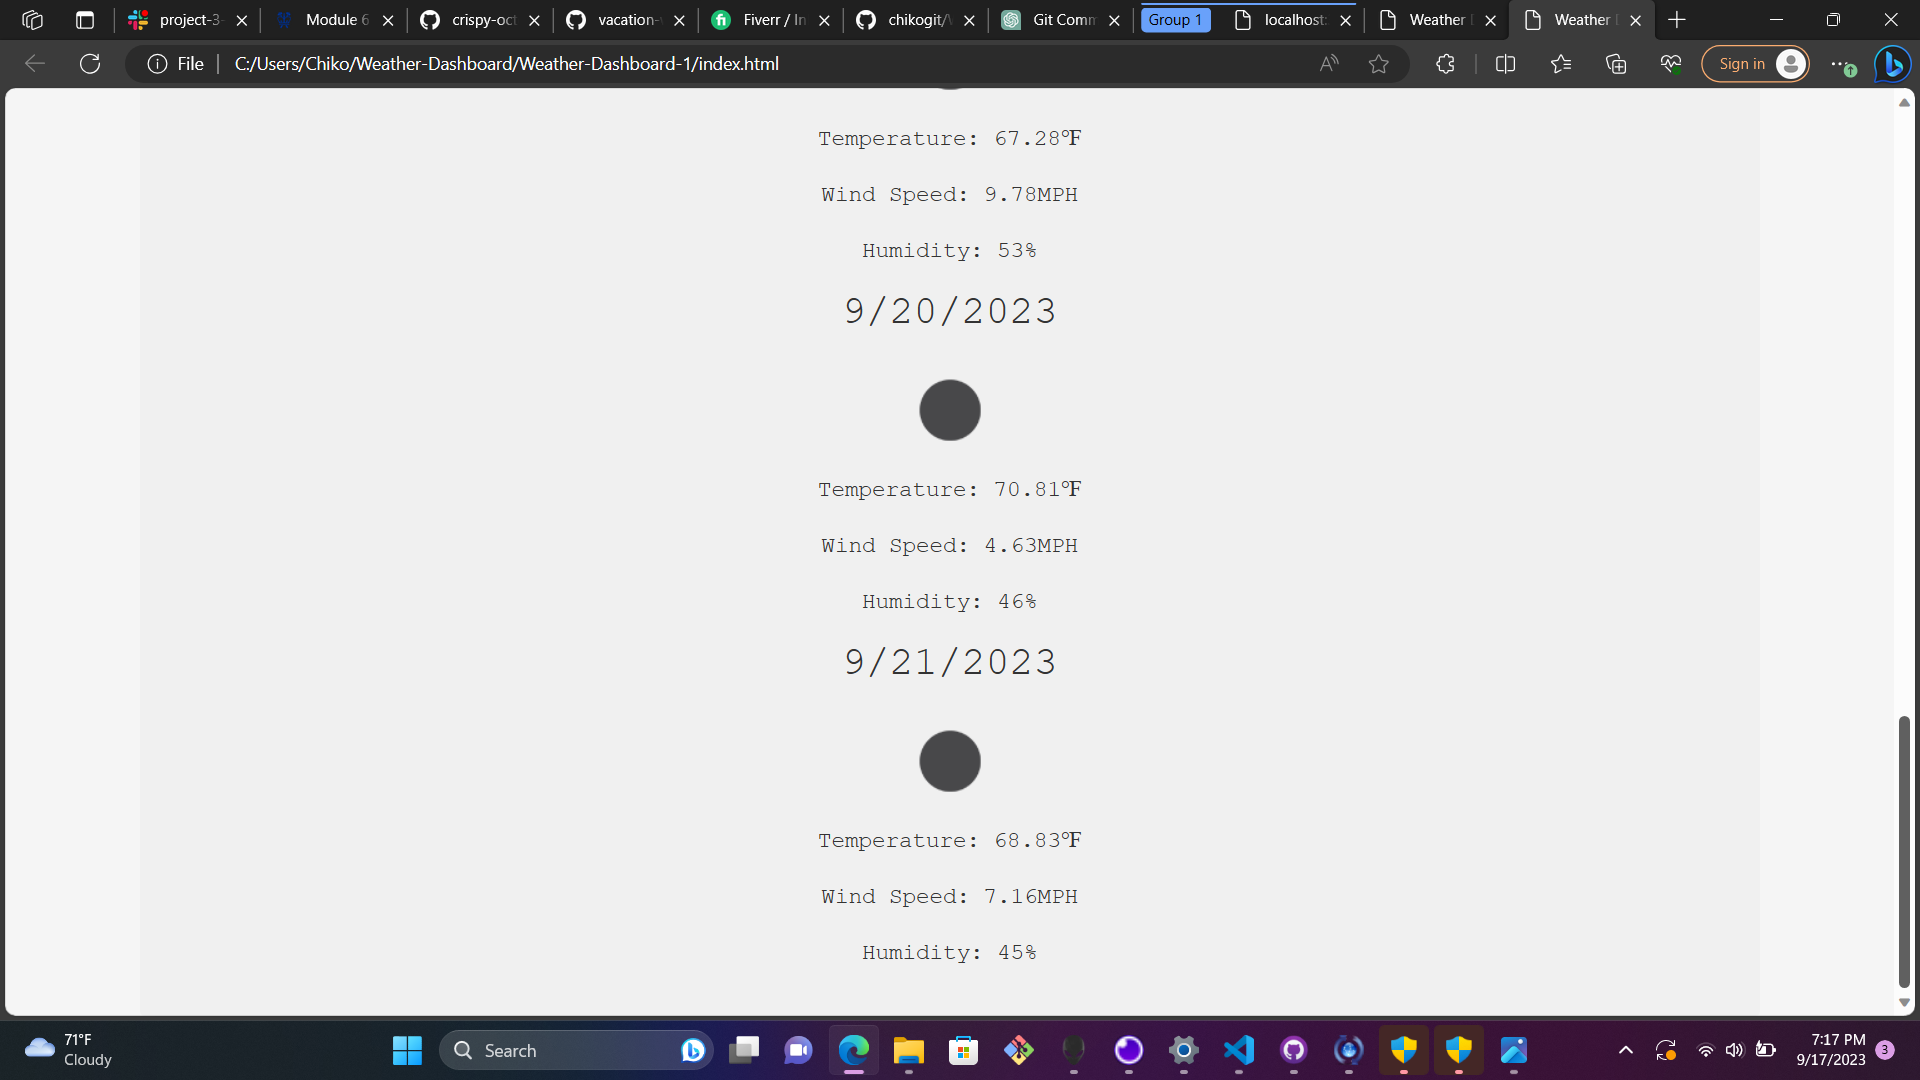 project-3-
Module 6
crispy-oct
vacation-
Fiverr / In
chikogit/
Git Comm
Group 1
localhost:
Weather
Weather
File
C:/Users/Chiko/Weather-Dashboard/Weather-Dashboard-1/index.html
Sign in
Temperature: 67.28°F
Wind Speed: 9.78MPH
Humidity: 53%
9/20/2023
Temperature: 70.81°F
Wind Speed: 4.63MPH
Humidity: 46%
9/21/2023
Temperature: 68.83°F
Wind Speed: 7.16MPH
Humidity: 45%
71°F
Cloudy
Search
7:17 PM
9/17/2023
3